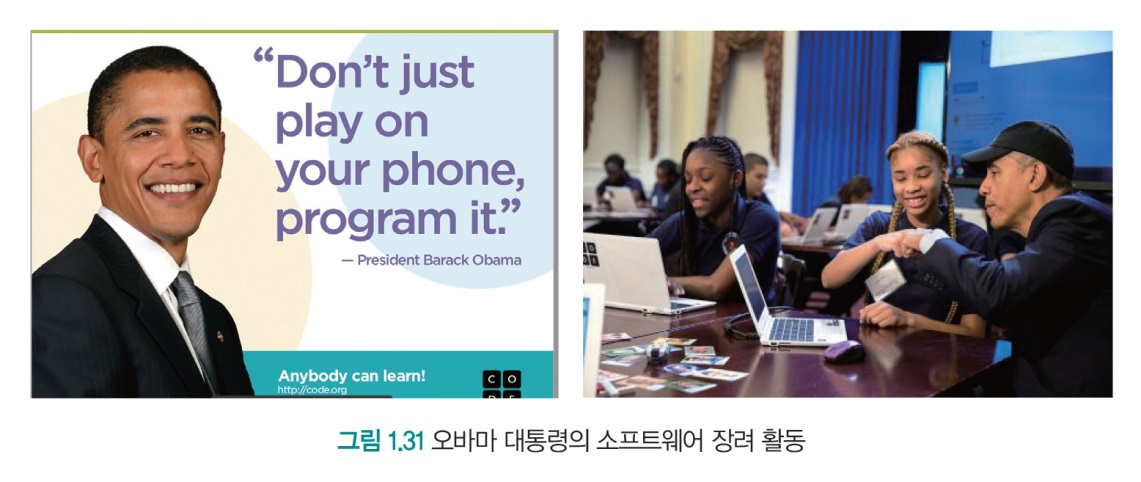 “Don’t just
play on
your phone,
program it.”
— President Barack Obama
Anybody can learn!
http://code.org
C O
D E
그림 1.31 오바마 대통령의 소프트웨어 장려 활동